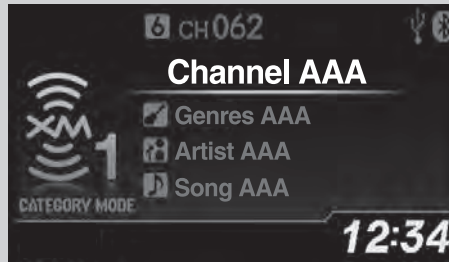 6 CH062
Channel AAA
Genres AAA
XM 1
Artist AAA
Song AAA
CATEGORY MODE
12:34